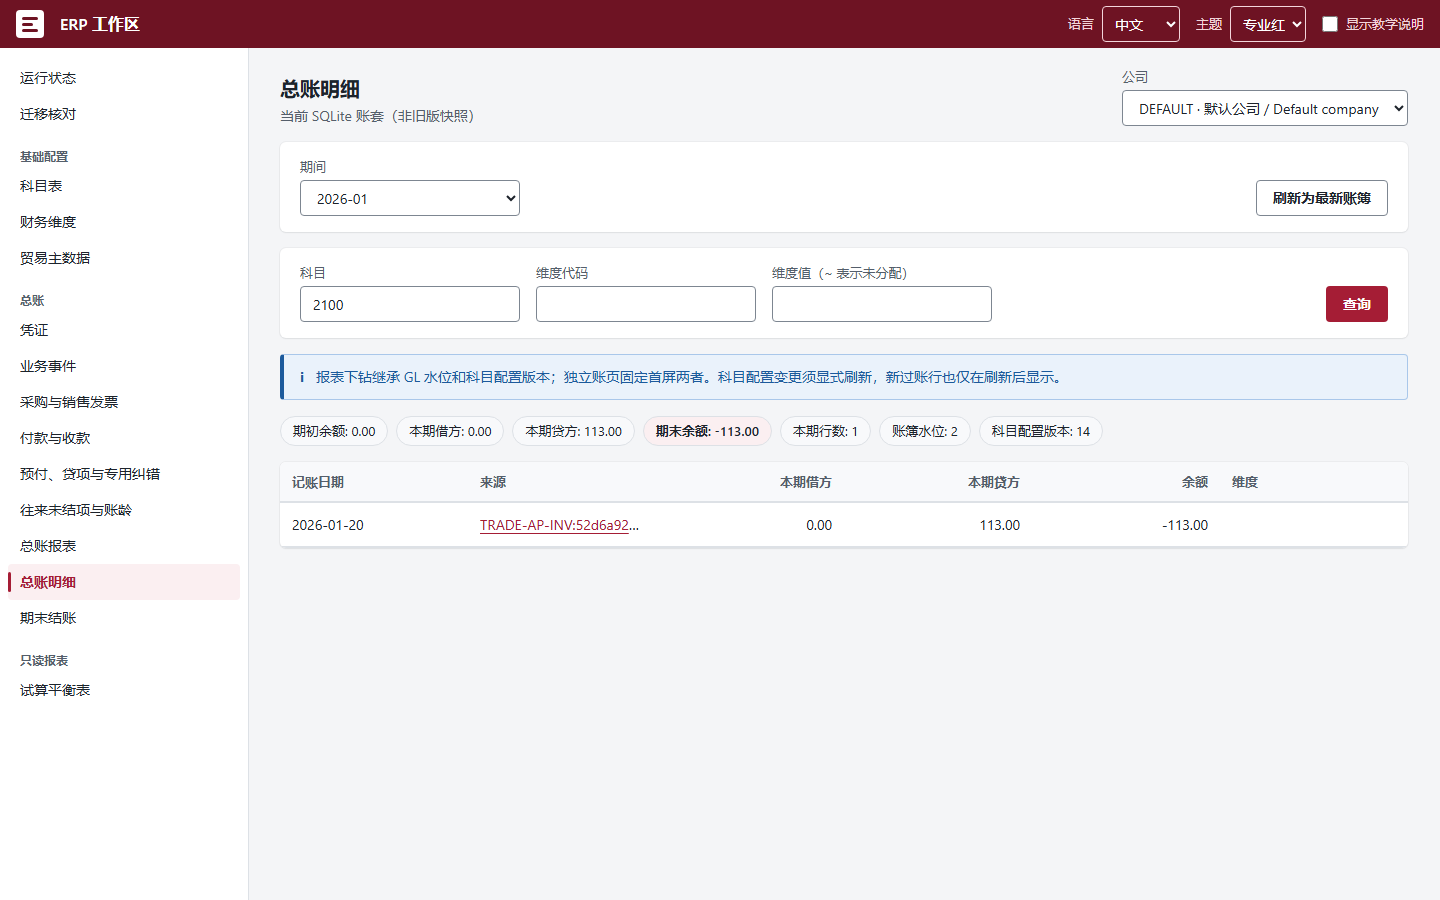 ERP 工作区
语言 中文 主题 专业红 显示教学说明
运行状态
迁移核对
基础配置
科目表
财务维度
贸易主数据
总账
凭证
业务事件
采购与销售发票
付款与收款
预付、贷项与专用纠错
往来未结项与账龄
总账报表
总账明细
期末结账
只读报表
试算平衡表
总账明细
当前 SQLite 账套（非旧版快照）
公司
DEFAULT · 默认公司 / Default company
期间
2026-01
刷新为最新账簿
科目 维度代码 维度值（~ 表示未分配）
2100
查询
i 报表下钻继承 GL 水位和科目配置版本；独立账页固定首屏两者。科目配置变更须显式刷新，新过账行也仅在刷新后显示。
期初余额: 0.00 本期借方: 0.00 本期贷方: 113.00 期末余额: -113.00 本期行数: 1 账簿水位: 2 科目配置版本: 14
记账日期 来源 本期借方 本期贷方 余额 维度
2026-01-20 TRADE-AP-INV:52d6a92... 0.00 113.00 -113.00